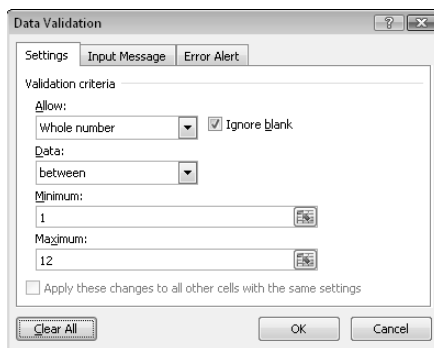 Data Validation
Settings Input Message Error Alert
Validation criteria
Allow:
Whole number Ignore blank
Data:
between
Minimum:
1
Maximum:
12
Apply these changes to all other cells with the same settings
Clear All OK Cancel